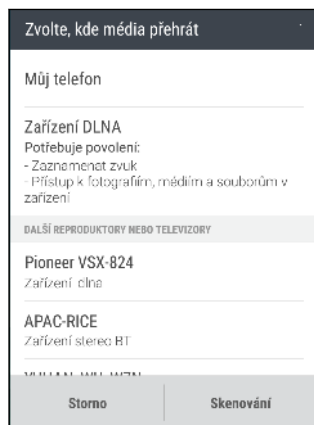 Zvolte, kde média přehrát
Můj telefon
Zařízení DLNA
Potřebuje povolení:
- Zaznamenat zvuk
- Přístup k fotografiím, médiím a souborům v
zařízení
DALŠÍ REPRODUKTORY NEBO TELEVIZORY
Pioneer VSX-824
Zařízení dlna
APAC-RICE
Zařízení stereo BT
Storno
Skenování